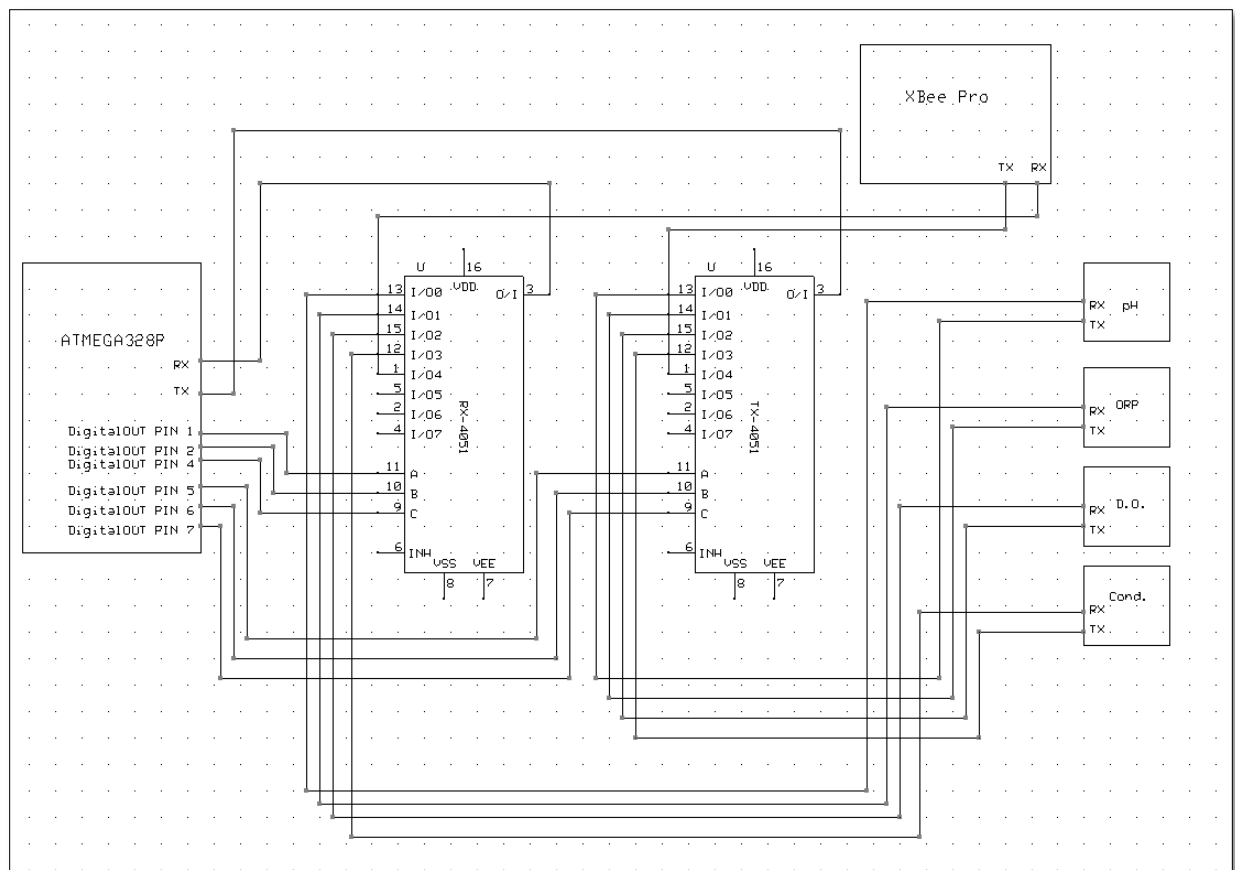 XBee Pro
TX RX
ATMEGA328P
RX
TX
DigitalOUT PIN 1
DigitalOUT PIN 2
DigitalOUT PIN 4
DigitalOUT PIN 5
DigitalOUT PIN 6
DigitalOUT PIN 7
U 16
VDD
13 I/O0 O/I 3
14 I/O1
15 I/O2
12 I/O3
1 I/O4
5 I/O5
2 I/O6
4 I/O7
RX-4051
11 A
10 B
9 C
6 INH
VSS VEE
8 7
U 16
VDD
13 I/O0 O/I 3
14 I/O1
15 I/O2
12 I/O3
1 I/O4
5 I/O5
2 I/O6
4 I/O7
TX-4051
11 A
10 B
9 C
6 INH
VSS VEE
8 7
RX pH
TX
RX ORP
TX
RX D.O.
TX
Cond.
RX
TX